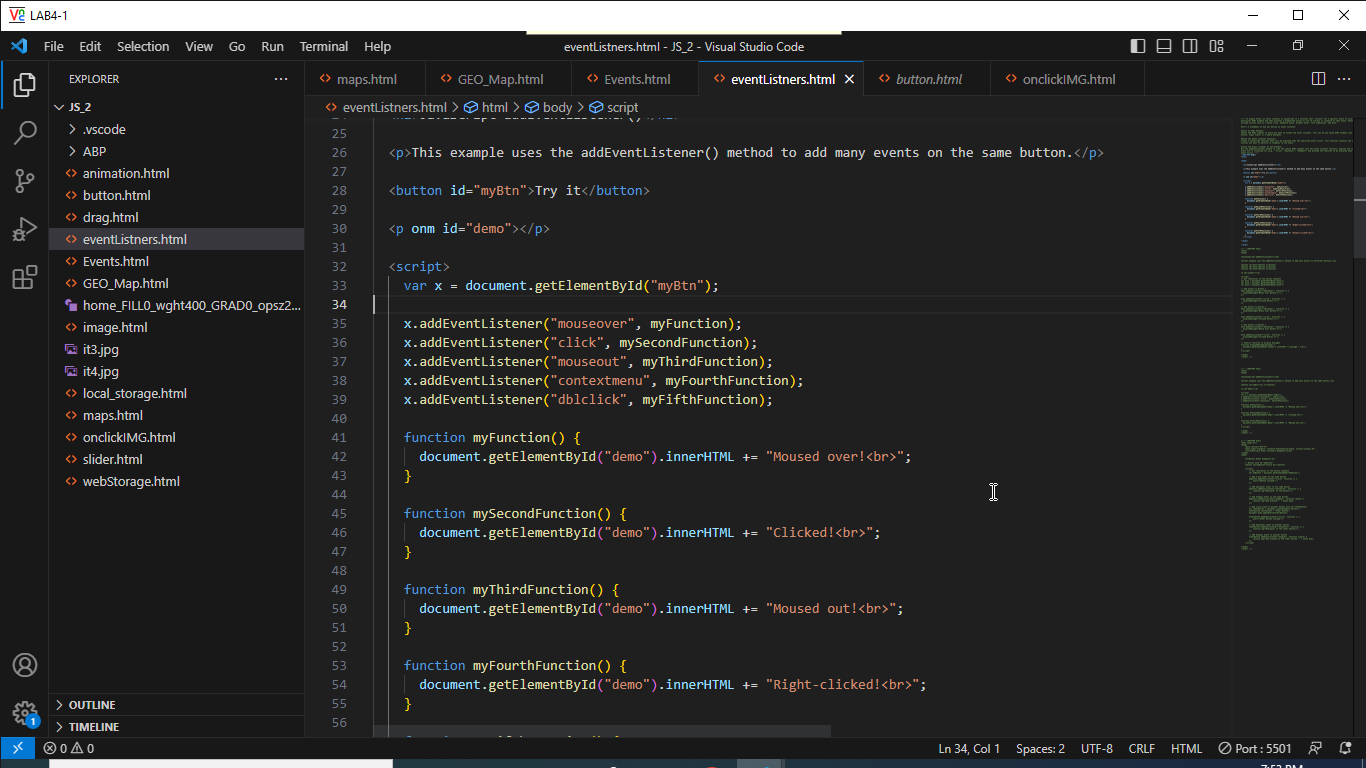 LAB4-1
File Edit Selection View Go Run Terminal Help
eventListners.html - JS_2 - Visual Studio Code
EXPLORER
JS_2
.vscode
ABP
animation.html
button.html
drag.html
eventListners.html
Events.html
GEO_Map.html
home_FILL0_wght400_GRAD0_opsz2...
image.html
it3.jpg
it4.jpg
local_storage.html
maps.html
onclickIMG.html
slider.html
webStorage.html
OUTLINE
TIMELINE
maps.html GEO_Map.html Events.html eventListners.html button.html onclickIMG.html
eventListners.html > html > body > script
25
26 <p>This example uses the addEventListener() method to add many events on the same button.</p>
27
28 <button id="myBtn">Try it</button>
29
30 <p onm id="demo"></p>
31
32 <script>
33 var x = document.getElementById("myBtn");
34
35 x.addEventListener("mouseover", myFunction);
36 x.addEventListener("click", mySecondFunction);
37 x.addEventListener("mouseout", myThirdFunction);
38 x.addEventListener("contextmenu", myFourthFunction);
39 x.addEventListener("dblclick", myFifthFunction);
40
41 function myFunction() {
42 document.getElementById("demo").innerHTML += "Moused over!<br>";
43 }
44
45 function mySecondFunction() {
46 document.getElementById("demo").innerHTML += "Clicked!<br>";
47 }
48
49 function myThirdFunction() {
50 document.getElementById("demo").innerHTML += "Moused out!<br>";
51 }
52
53 function myFourthFunction() {
54 document.getElementById("demo").innerHTML += "Right-clicked!<br>";
55 }
56
1
0 0 Ln 34, Col 1 Spaces: 2 UTF-8 CRLF HTML Port : 5501